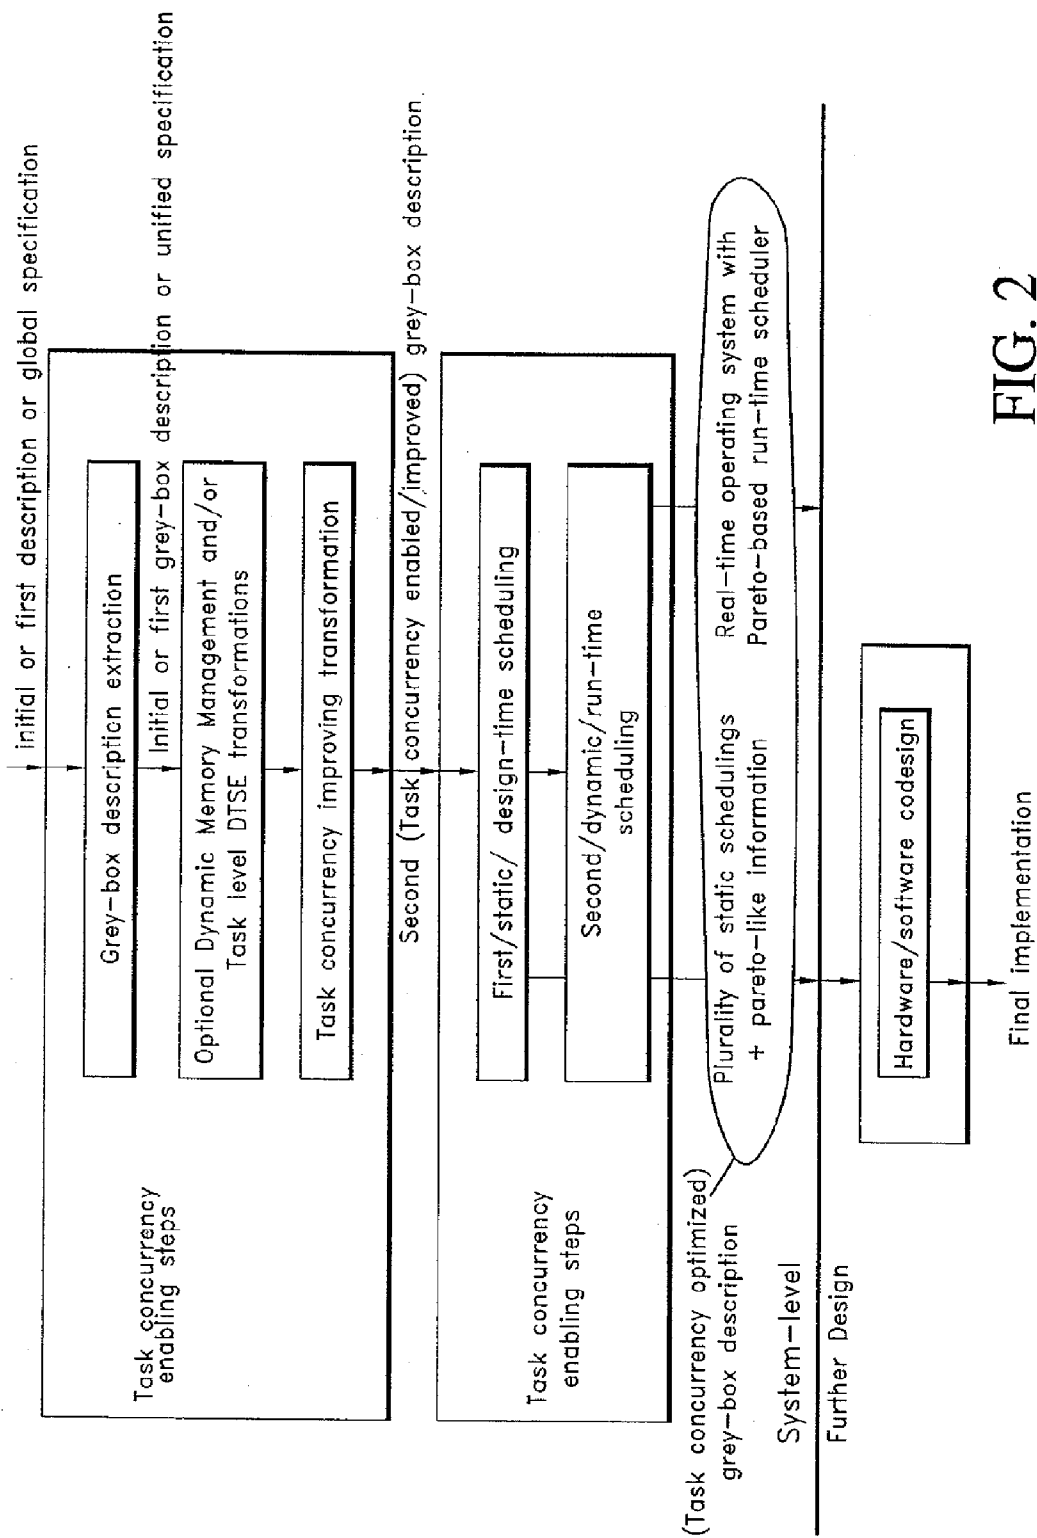 initial or first description or global specification
Task concurrency
enabling steps
Grey-box description extraction
Initial or first grey-box description or unified specification
Optional Dynamic Memory Management and/or
Task level DTSE transformations
Task concurrency improving transformation
Second (Task concurrency enabled/improved) grey-box description.
Task concurrency
enabling steps
First/static/ design-time scheduling
Second/dynamic/run-time
scheduling
(Task concurrency optimized)
grey-box description
Plurality of static schedulings
+ pareto-like information
Real-time operating system with
Pareto-based run-time scheduler
System-level
Further Design
Hardware/software codesign
Final implementation
FIG. 2